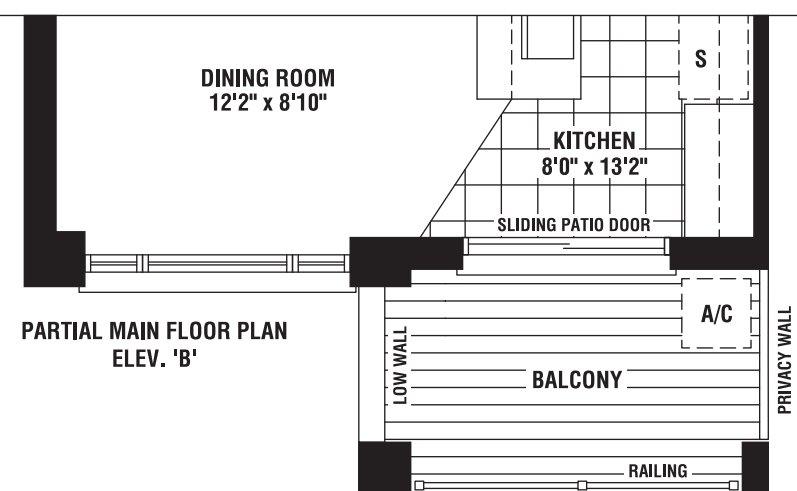 DINING ROOM
12'2" x 8'10"
S
KITCHEN
8'0" x 13'2"
SLIDING PATIO DOOR
A/C
PARTIAL MAIN FLOOR PLAN
ELEV. 'B'
LOW WALL
PRIVACY WALL
BALCONY
RAILING